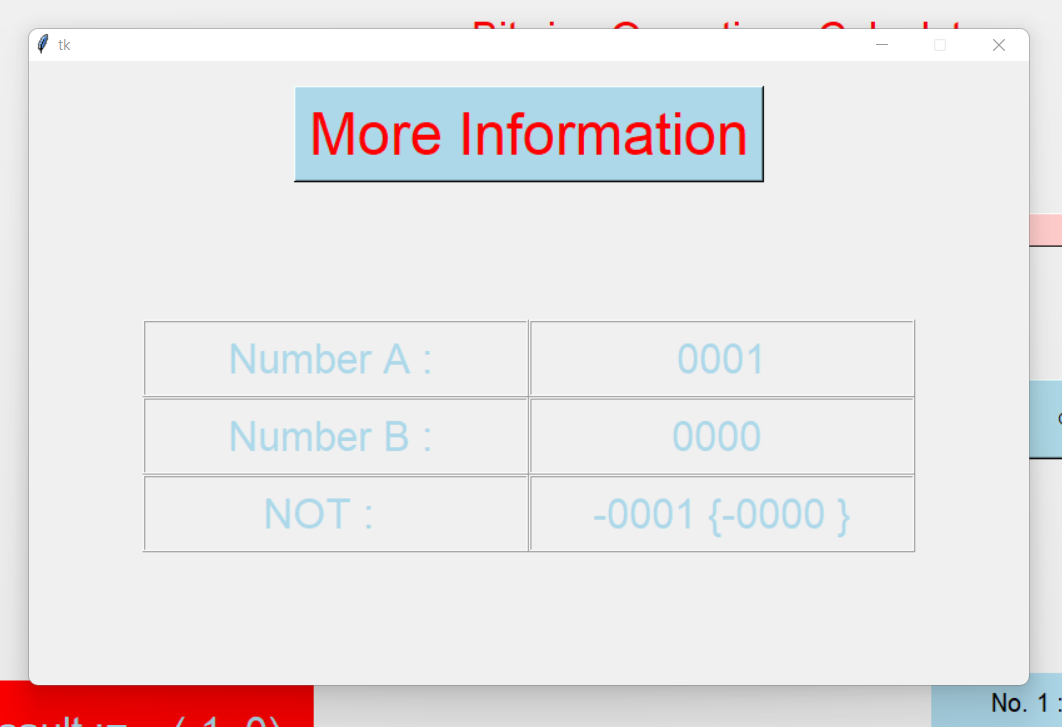 tk
More Information
Number A : 0001
Number B : 0000
NOT : -0001 {-0000 }
No. 1 :